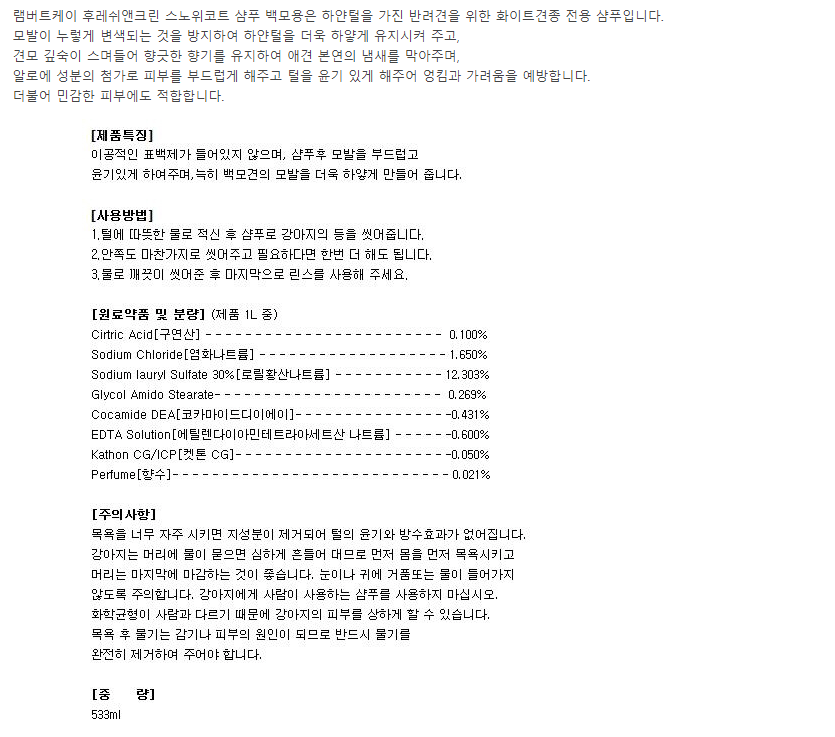 램버트케이 후레쉬앤크린 스노위코트 샴푸 백모용은 하얀털을 가진 반려견을 위한 화이트견종 전용 샴푸입니다.
모발이 누렇게 변색되는 것을 방지하여 하얀털을 더욱 하얗게 유지시켜 주고,
견모 깊숙이 스며들어 향긋한 향기를 유지하여 애견 본연의 냄새를 막아주며,
알로에 성분의 첨가로 피부를 부드럽게 해주고 털을 윤기 있게 해주어 엉킴과 가려움을 예방합니다.
더불어 민감한 피부에도 적합합니다.
[제품특징]
이공적인 표백제가 들어있지 않으며, 샴푸후 모발을 부드럽고
윤기있게 하여주며,늑히 백모견의 모발을 더욱 하얗게 만들어 줍니다.
[사용방법]
1.털에 따뜻한 물로 적신 후 샴푸로 강아지의 등을 씻어줍니다.
2.안쪽도 마찬가지로 씻어주고 필요하다면 한번 더 해도 됩니다.
3.물로 깨끗이 씻어준 후 마지막으로 린스를 사용해 주세요.
[원료약품 및 분량] (제품 1L 중)
Cirtric Acid[구연산] ------------------------ 0.100%
Sodium Chloride[염화나트륨] ------------------- 1.650%
Sodium lauryl Sulfate 30%[로릴황산나트륨] ----------- 12.303%
Glycol Amido Stearate----------------------- 0.269%
Cocamide DEA[코카마이드디이에이]----------------0.431%
EDTA Solution[에틸렌다이아민테트라아세트산 나트륨] ------0.600%
Kathon CG/ICP[켓톤 CG]----------------------0.050%
Perfume[향수]---------------------------- 0.021%
[주의사항]
목욕을 너무 자주 시키면 지성분이 제거되어 털의 윤기와 방수효과가 없어집니다.
강아지는 머리에 물이 묻으면 심하게 흔들어 대므로 먼저 몸을 먼저 목욕시키고
머리는 마지막에 마감하는 것이 좋습니다. 눈이나 귀에 거품또는 물이 들어가지
않도록 주의합니다. 강아지에게 사람이 사용하는 샴푸를 사용하지 마십시오.
화학균형이 사람과 다르기 때문에 강아지의 피부를 상하게 할 수 있습니다.
목욕 후 물기는 감기나 피부의 원인이 되므로 반드시 물기를
완전히 제거하여 주어야 합니다.
[중 량]
533ml